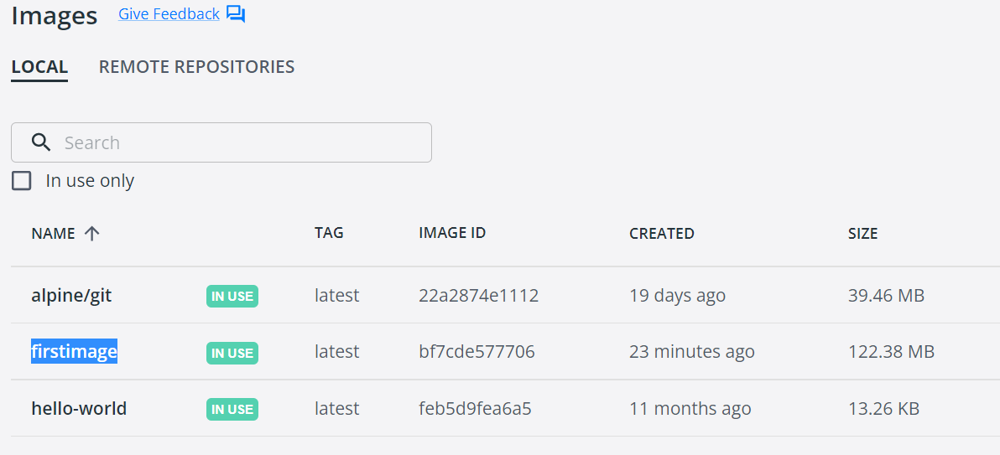 Images Give Feedback
LOCAL REMOTE REPOSITORIES
Search
In use only
NAME TAG IMAGE ID CREATED SIZE
alpine/git IN USE latest 22a2874e1112 19 days ago 39.46 MB
firstimage IN USE latest bf7cde577706 23 minutes ago 122.38 MB
hello-world IN USE latest feb5d9fea6a5 11 months ago 13.26 KB